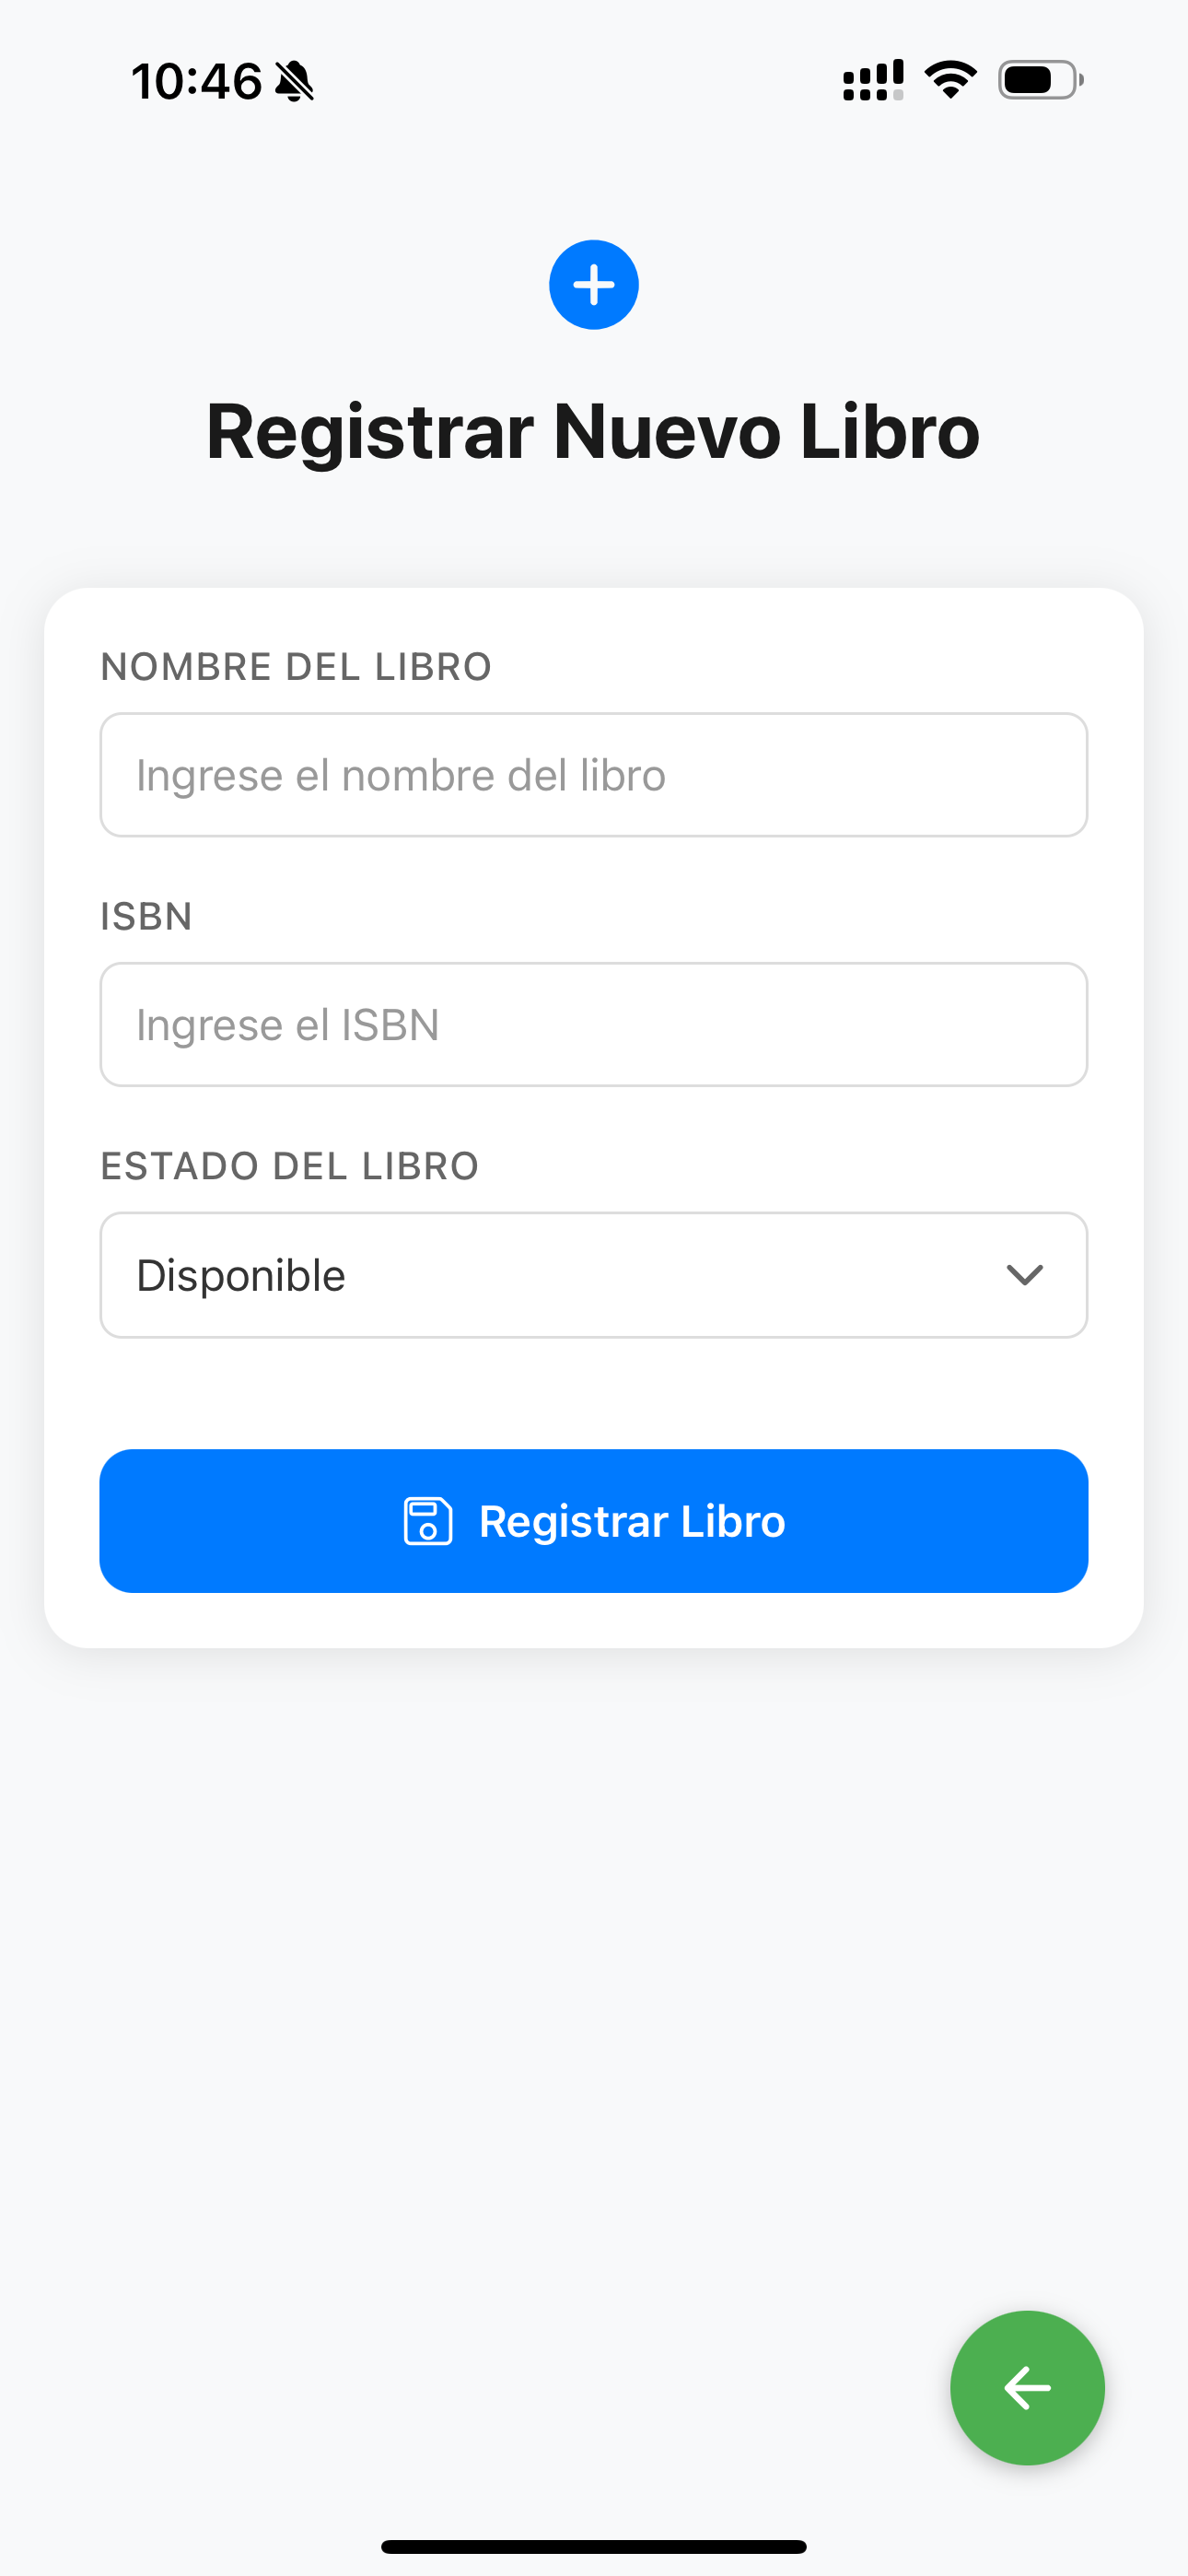 10:46
Registrar Nuevo Libro
NOMBRE DEL LIBRO
Ingrese el nombre del libro
ISBN
Ingrese el ISBN
ESTADO DEL LIBRO
Disponible
Registrar Libro